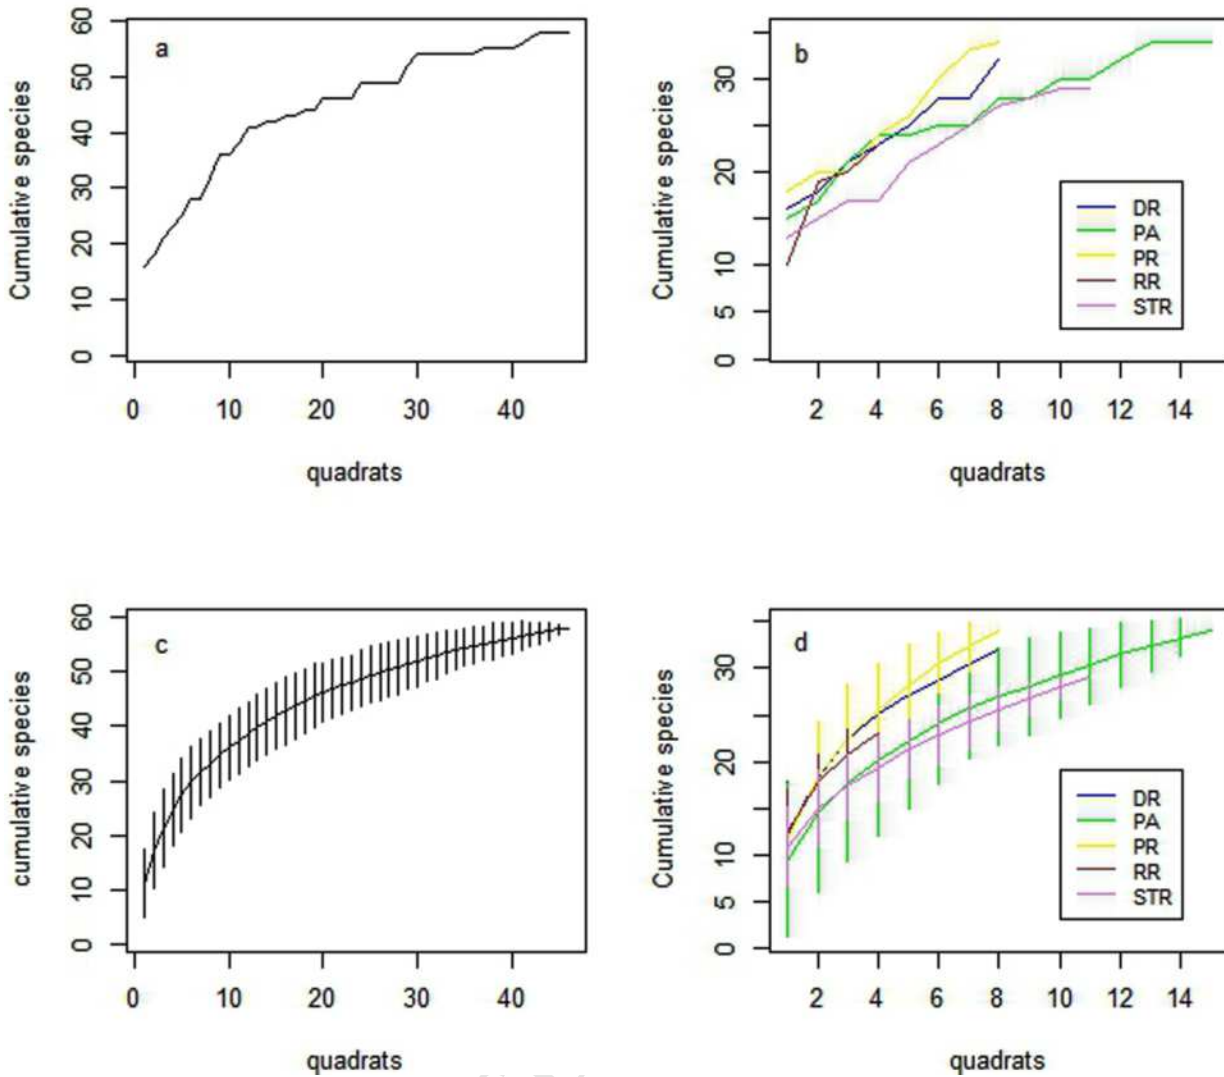 a
Cumulative species
60
50
40
30
20
10
0
0 10 20 30 40
quadrats
b
Cumulative species
30
20
10
5
0
DR
PA
PR
RR
STR
2 4 6 8 10 12 14
quadrats
c
cumulative species
60
50
40
30
20
10
0
0 10 20 30 40
quadrats
d
Cumulative species
30
20
10
5
0
DR
PA
PR
RR
STR
2 4 6 8 10 12 14
quadrats